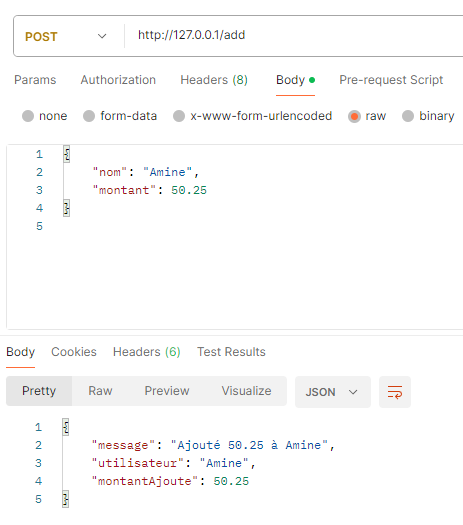 POST http://127.0.0.1/add
Params Authorization Headers (8) Body Pre-request Script
none form-data x-www-form-urlencoded raw binary
1 {
2 "nom": "Amine",
3 "montant": 50.25
4 }
5
Body Cookies Headers (6) Test Results
Pretty Raw Preview Visualize JSON
1 {
2 "message": "Ajouté 50.25 à Amine",
3 "utilisateur": "Amine",
4 "montantAjoute": 50.25
5 }